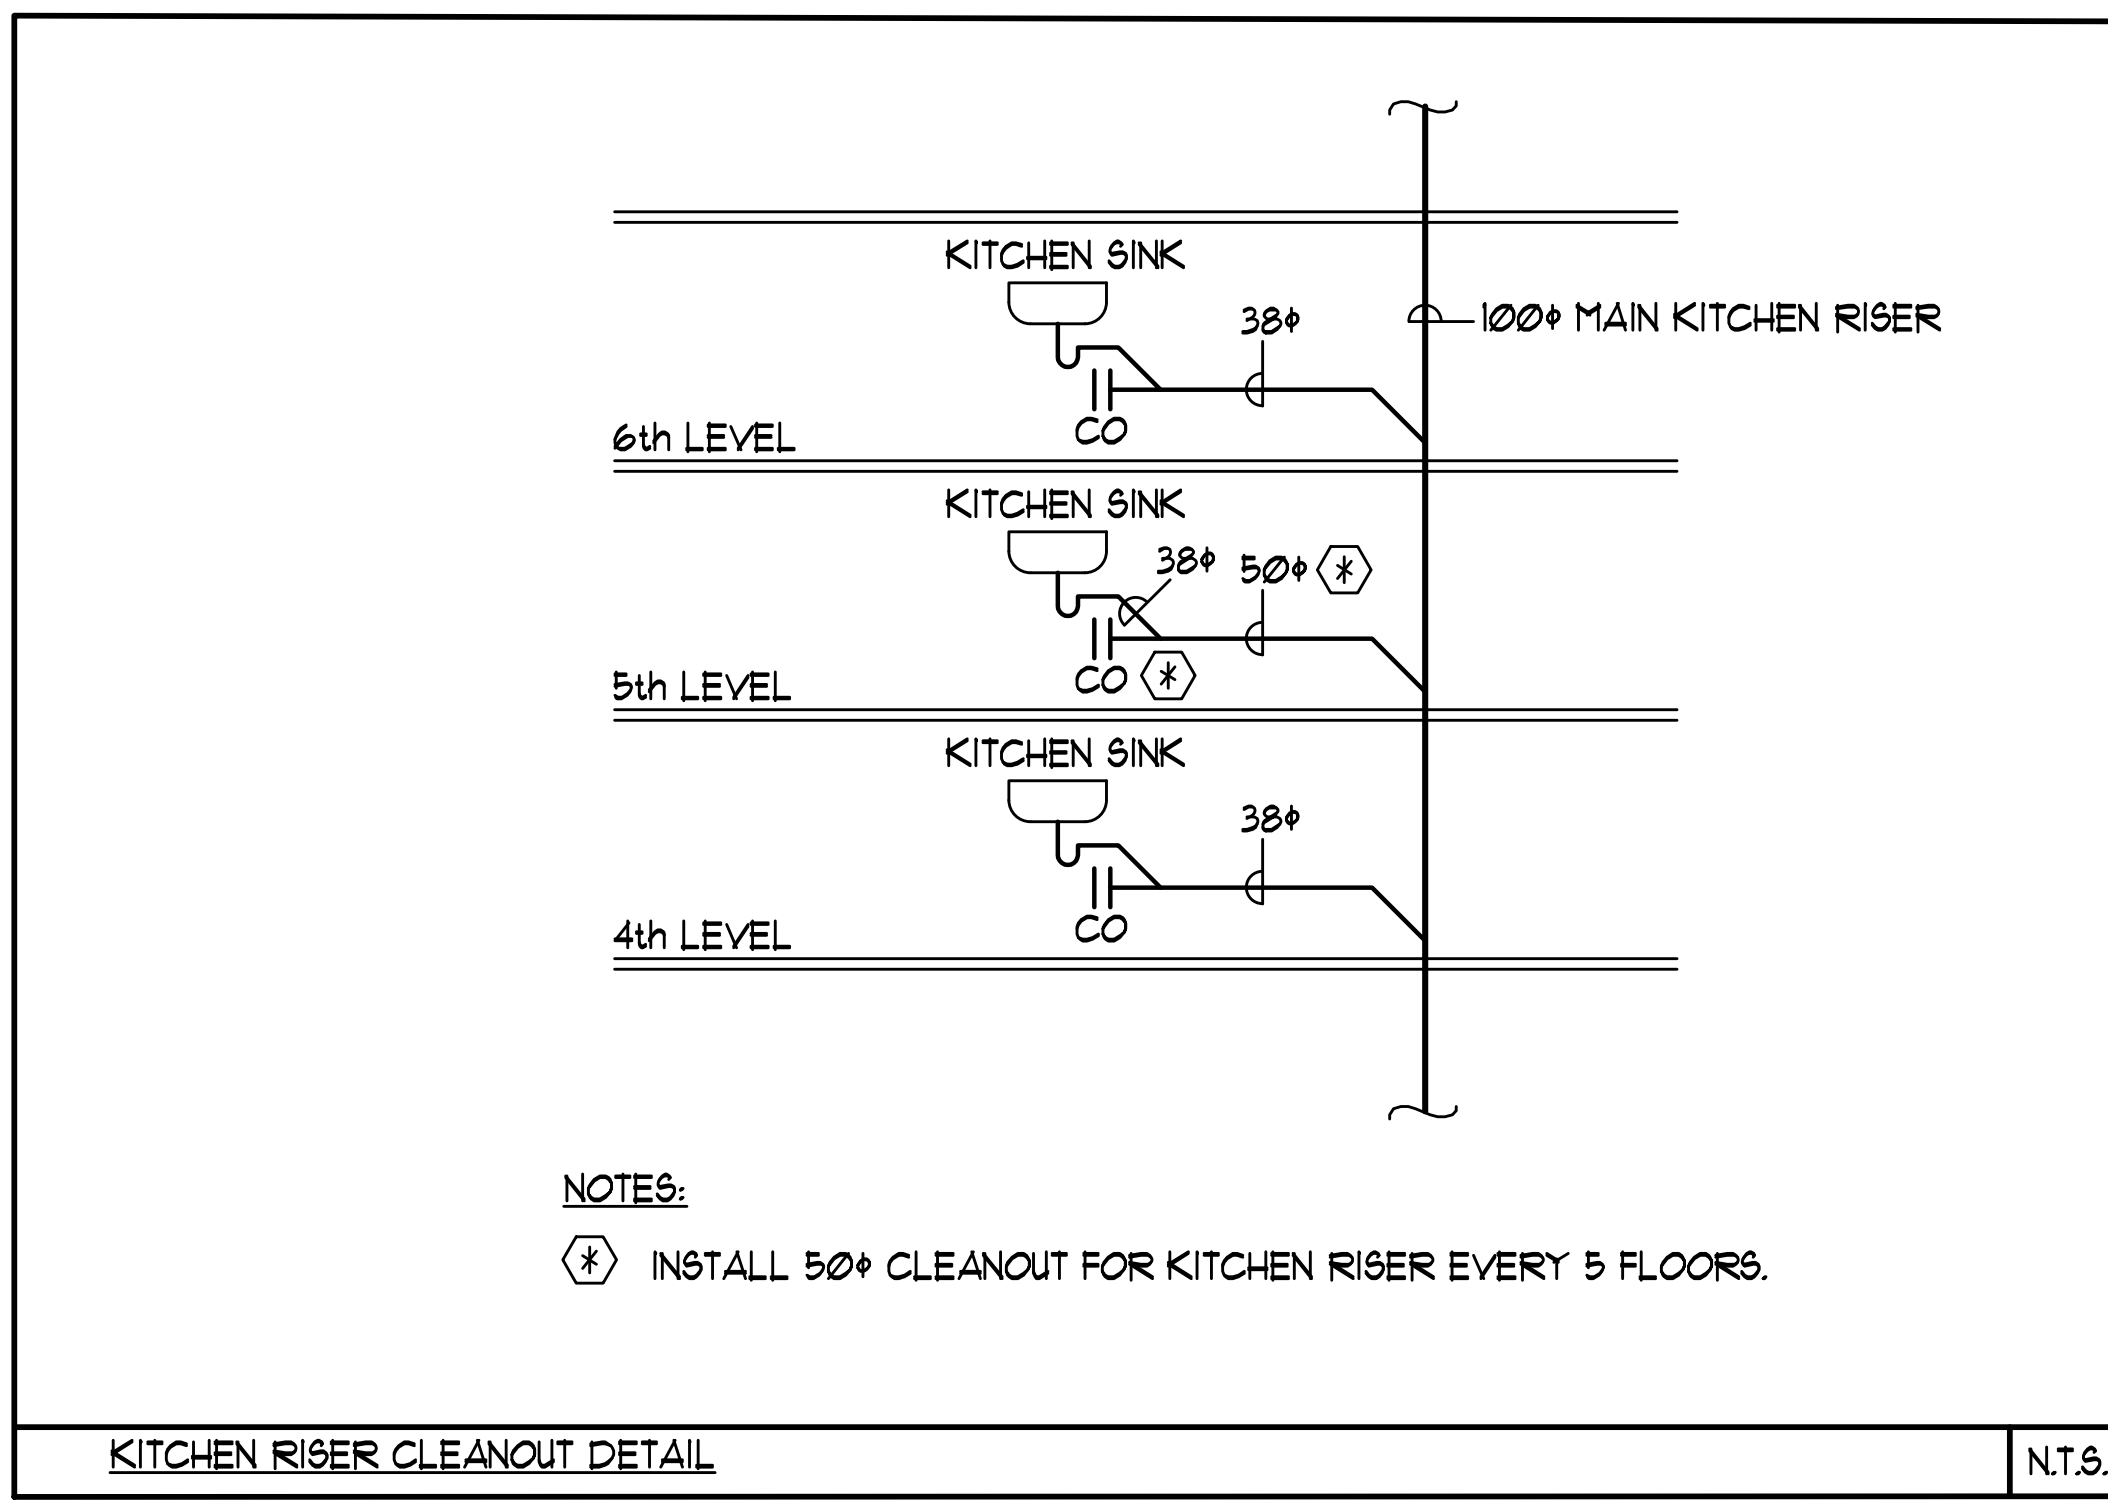 KITCHEN SINK
38ϕ
100ϕ MAIN KITCHEN RISER
CO
6th LEVEL
KITCHEN SINK
38ϕ
50ϕ *
CO *
5th LEVEL
KITCHEN SINK
38ϕ
CO
4th LEVEL
NOTES:
* INSTALL 50ϕ CLEANOUT FOR KITCHEN RISER EVERY 5 FLOORS.
KITCHEN RISER CLEANOUT DETAIL
N.T.S.